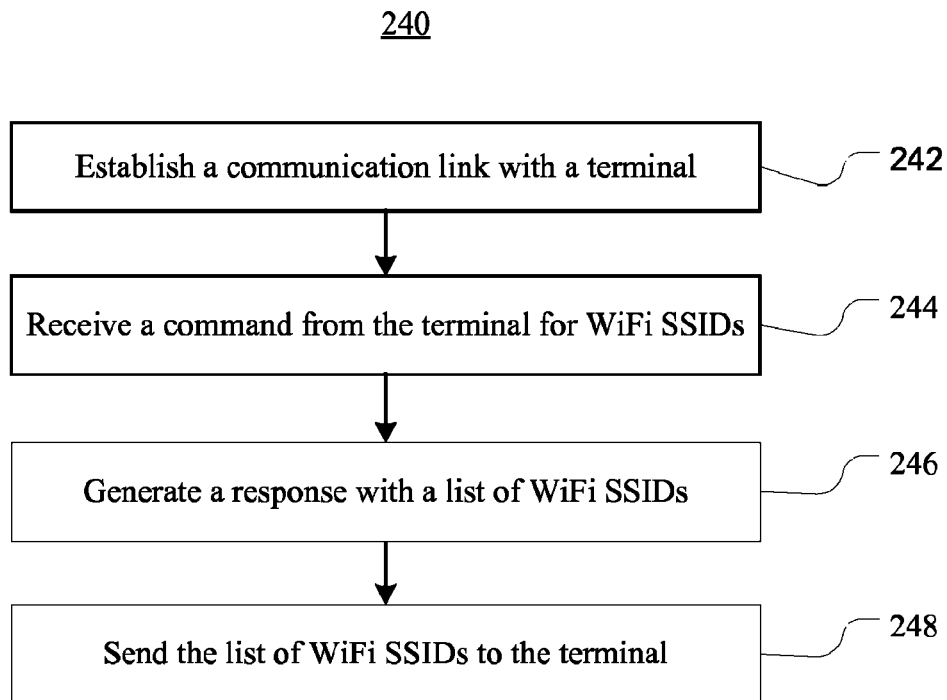 240
Establish a communication link with a terminal
242
Receive a command from the terminal for WiFi SSIDs
244
Generate a response with a list of WiFi SSIDs
246
Send the list of WiFi SSIDs to the terminal
248